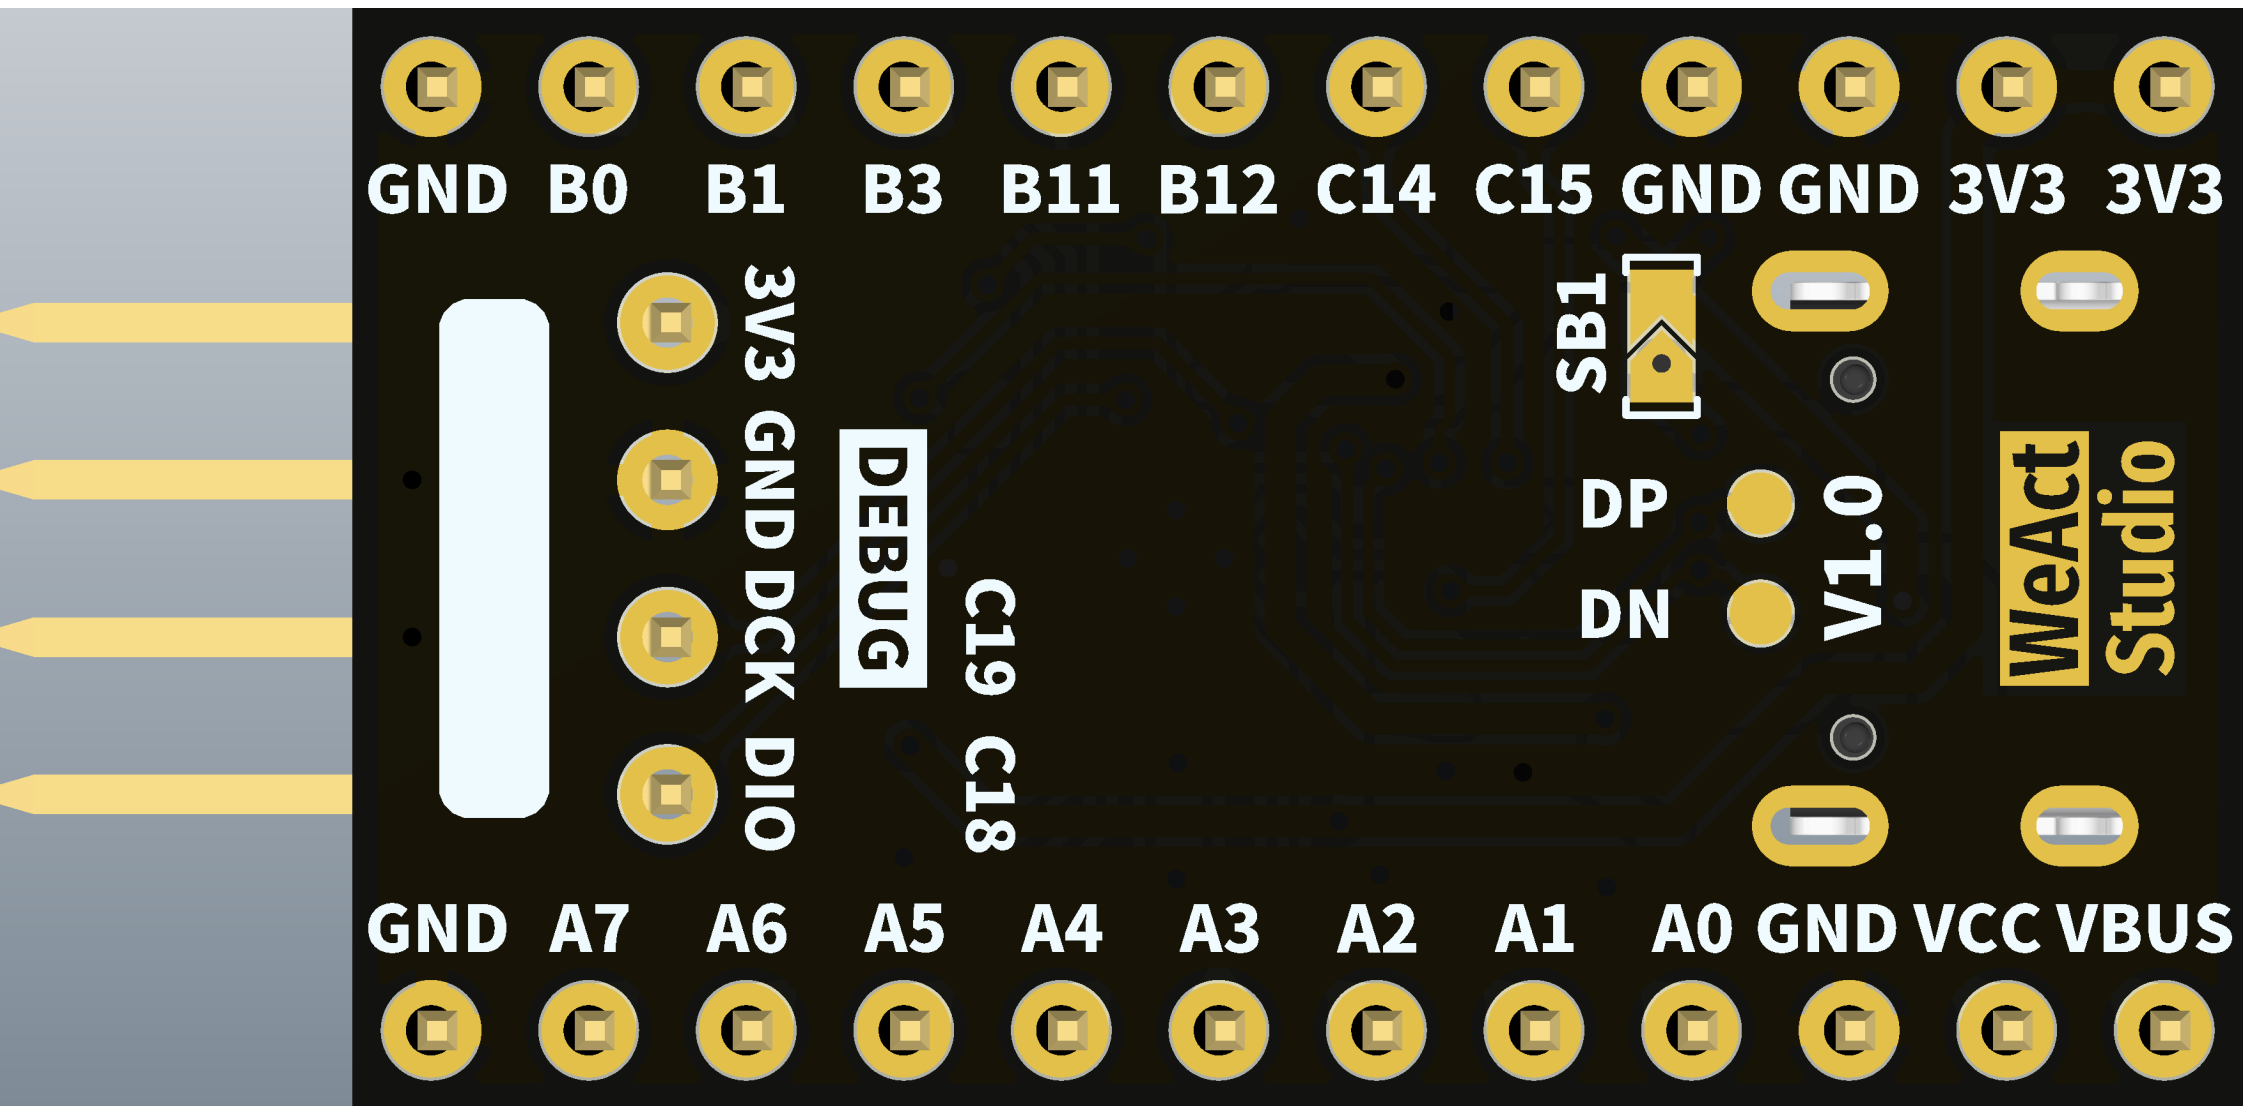 GND B0 B1 B3 B11 B12 C14 C15 GND GND 3V3 3V3
3V3 GND DCK DIO
DEBUG
C19 C18
SB1
DP
DN
V1.0
WeAct
Studio
GND A7 A6 A5 A4 A3 A2 A1 A0 GND VCC VBUS